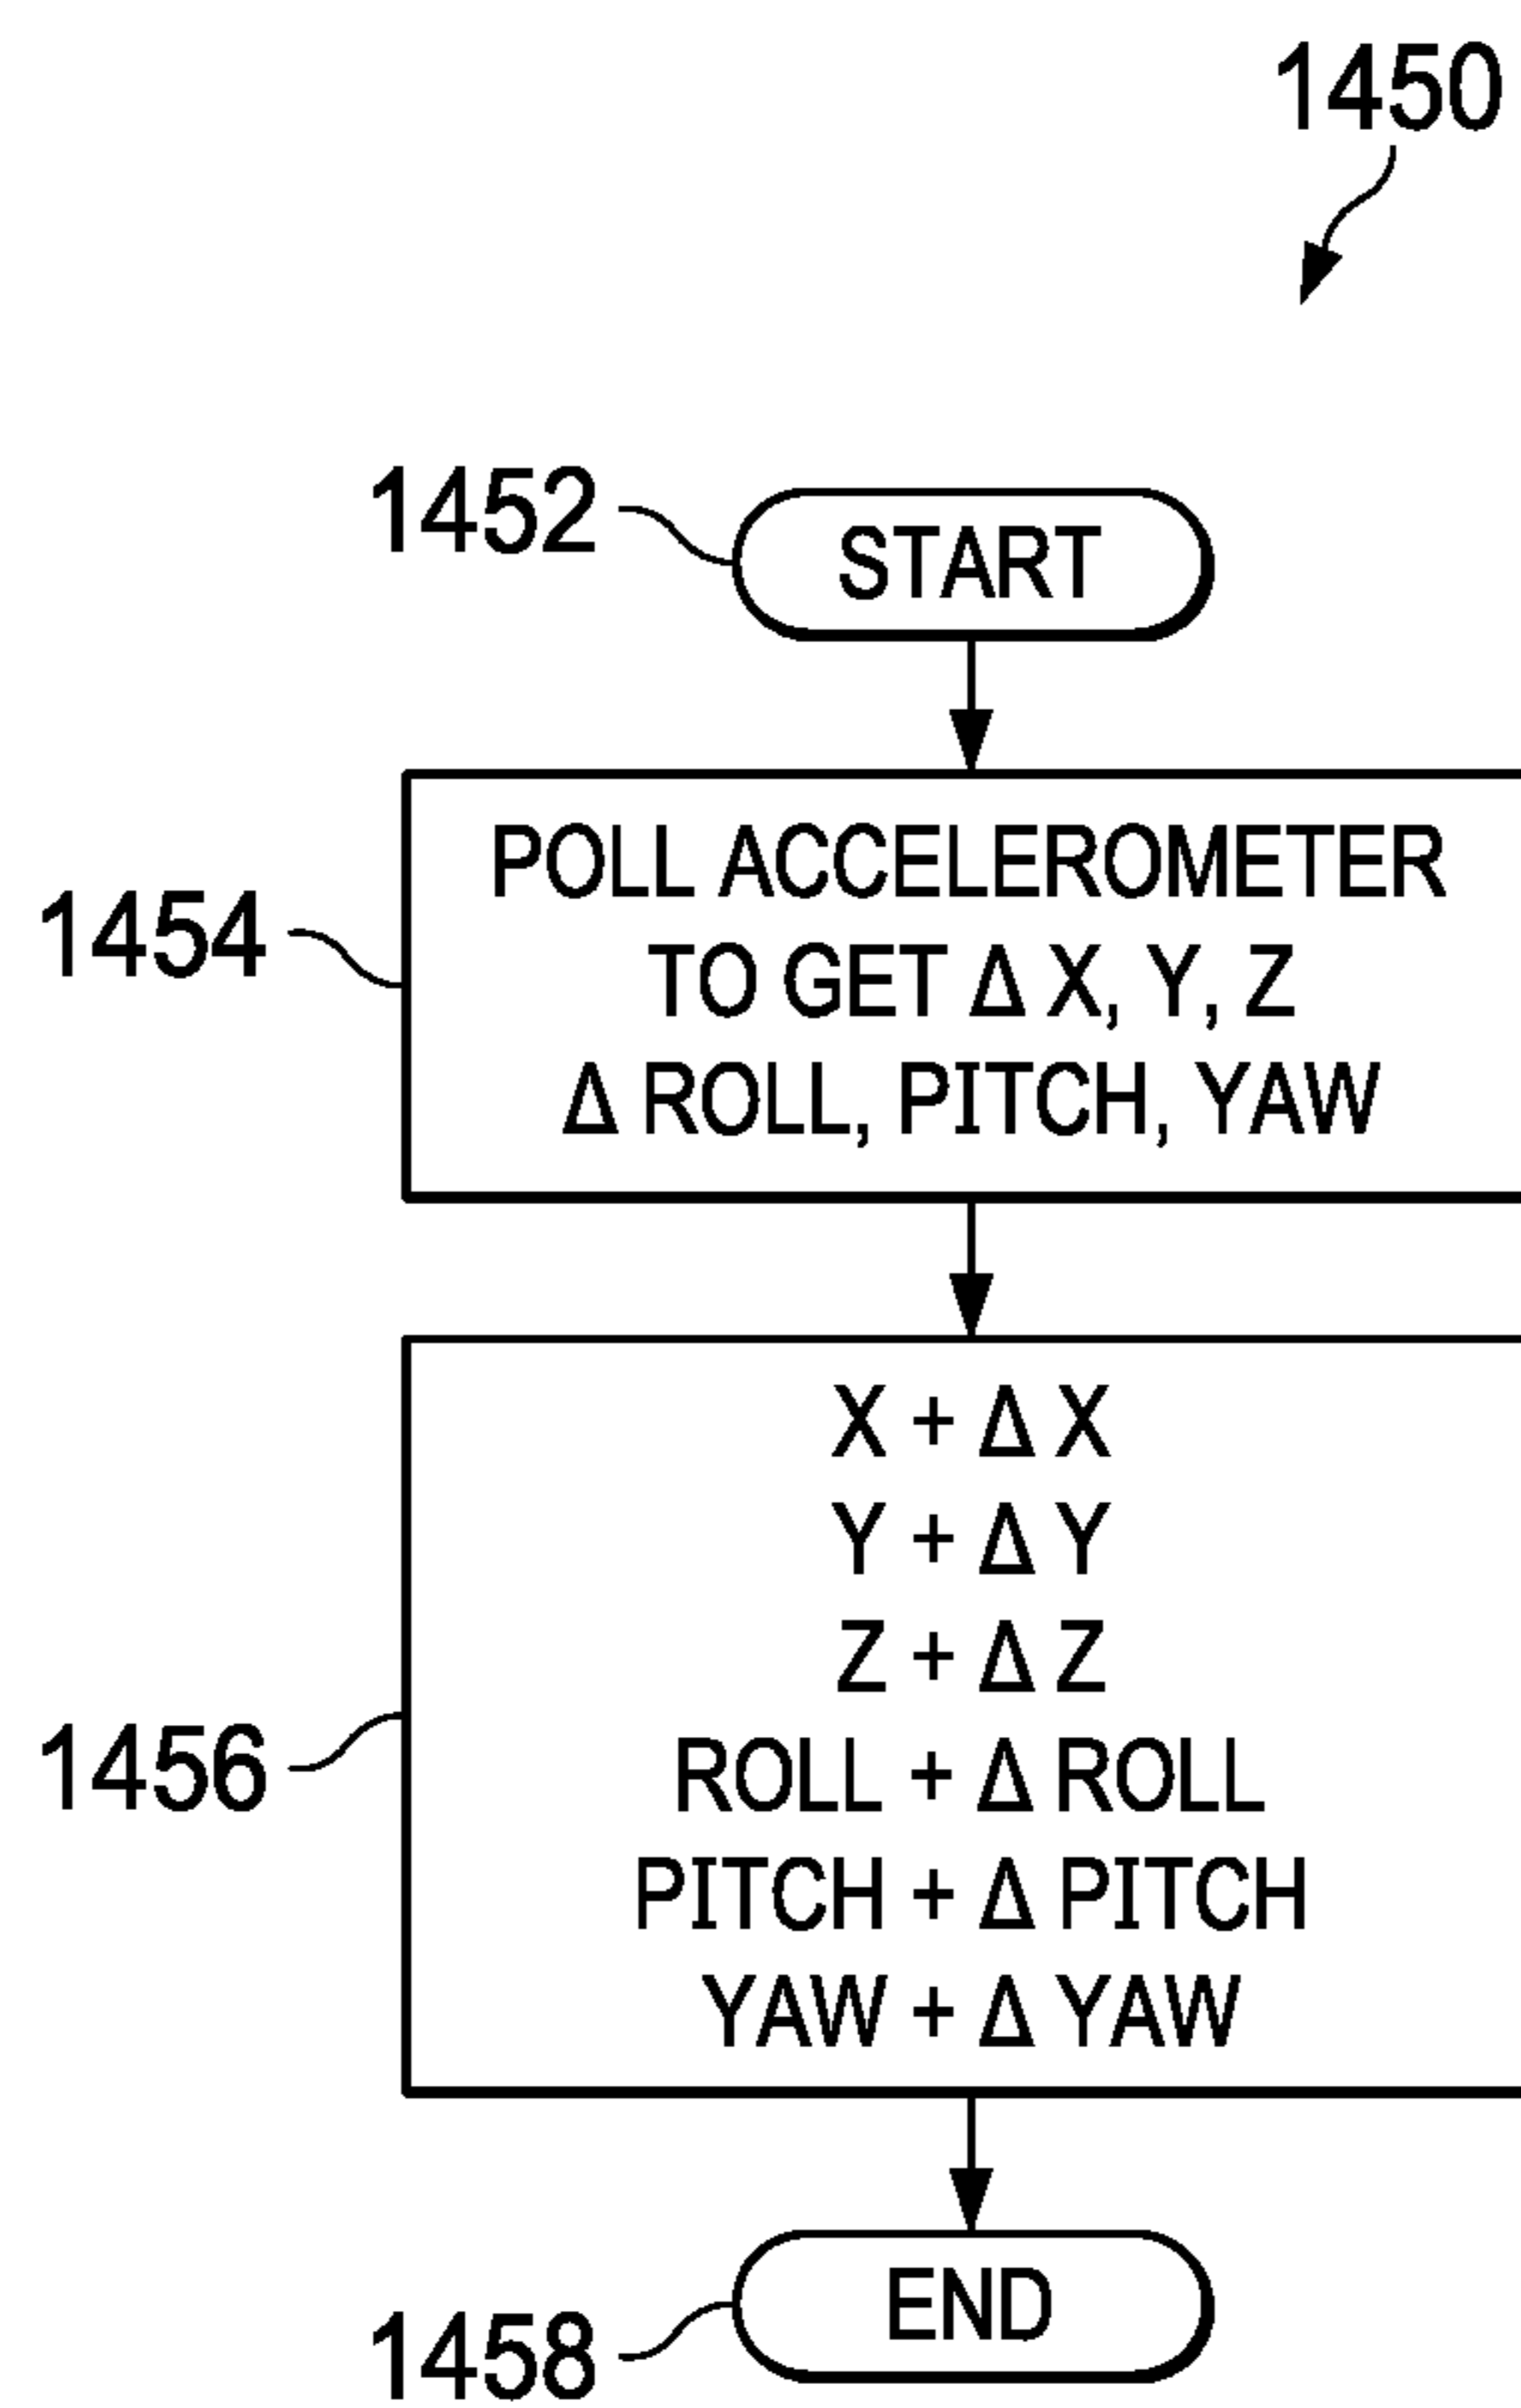 1450
1452
START
1454
POLL ACCELEROMETER
TO GET Δ X, Y, Z
Δ ROLL, PITCH, YAW
1456
X + Δ X
Y + Δ Y
Z + Δ Z
ROLL + Δ ROLL
PITCH + Δ PITCH
YAW + Δ YAW
1458
END